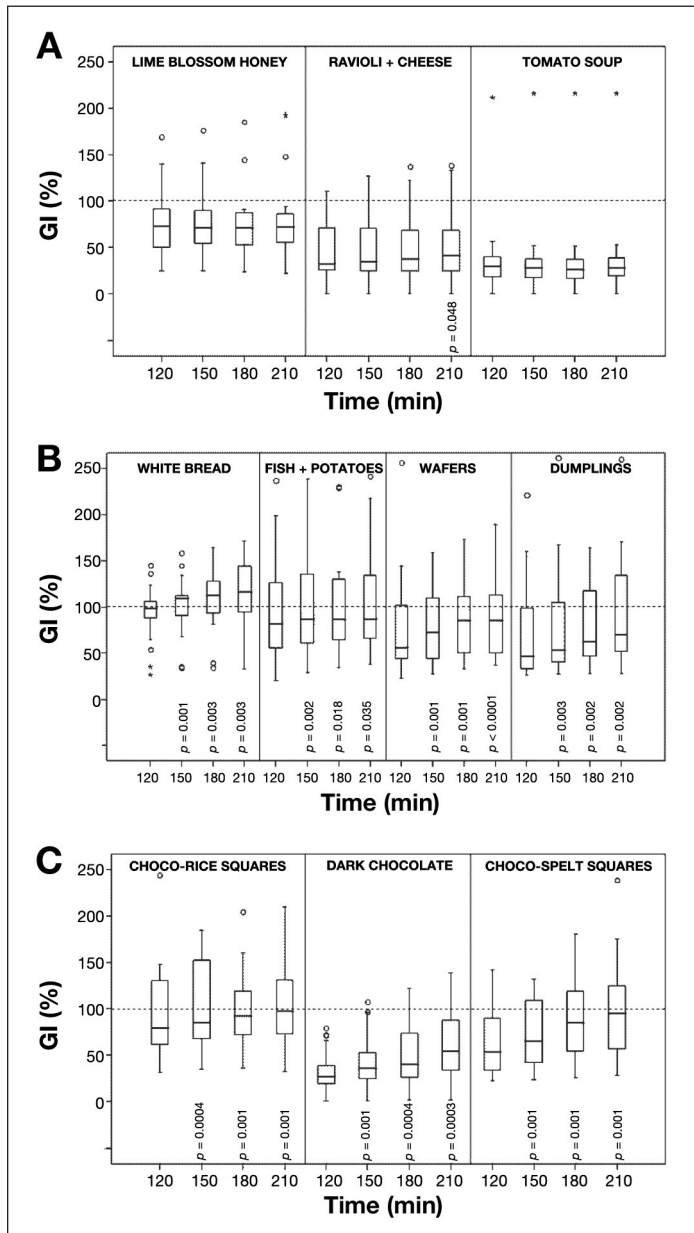 A
LIME BLOSSOM HONEY RAVIOLI + CHEESE TOMATO SOUP
250
200
150
100
50
0
GI (%)
p = 0.048
120 150 180 210 120 150 180 210 120 150 180 210
Time (min)
B
WHITE BREAD FISH + POTATOES WAFERS DUMPLINGS
250
200
150
100
50
0
GI (%)
p = 0.001 p = 0.003 p = 0.003 p = 0.002 p = 0.018 p = 0.035 p = 0.001 p = 0.001 p < 0.0001 p = 0.003 p = 0.002 p = 0.002
120 150 180 210 120 150 180 210 120 150 180 210 120 150 180 210
Time (min)
C
CHOCO-RICE SQUARES DARK CHOCOLATE CHOCO-SPELT SQUARES
250
200
150
100
50
0
GI (%)
p = 0.0004 p = 0.001 p = 0.001 p = 0.001 p = 0.0004 p = 0.0003 p = 0.001 p = 0.001 p = 0.001
120 150 180 210 120 150 180 210 120 150 180 210
Time (min)